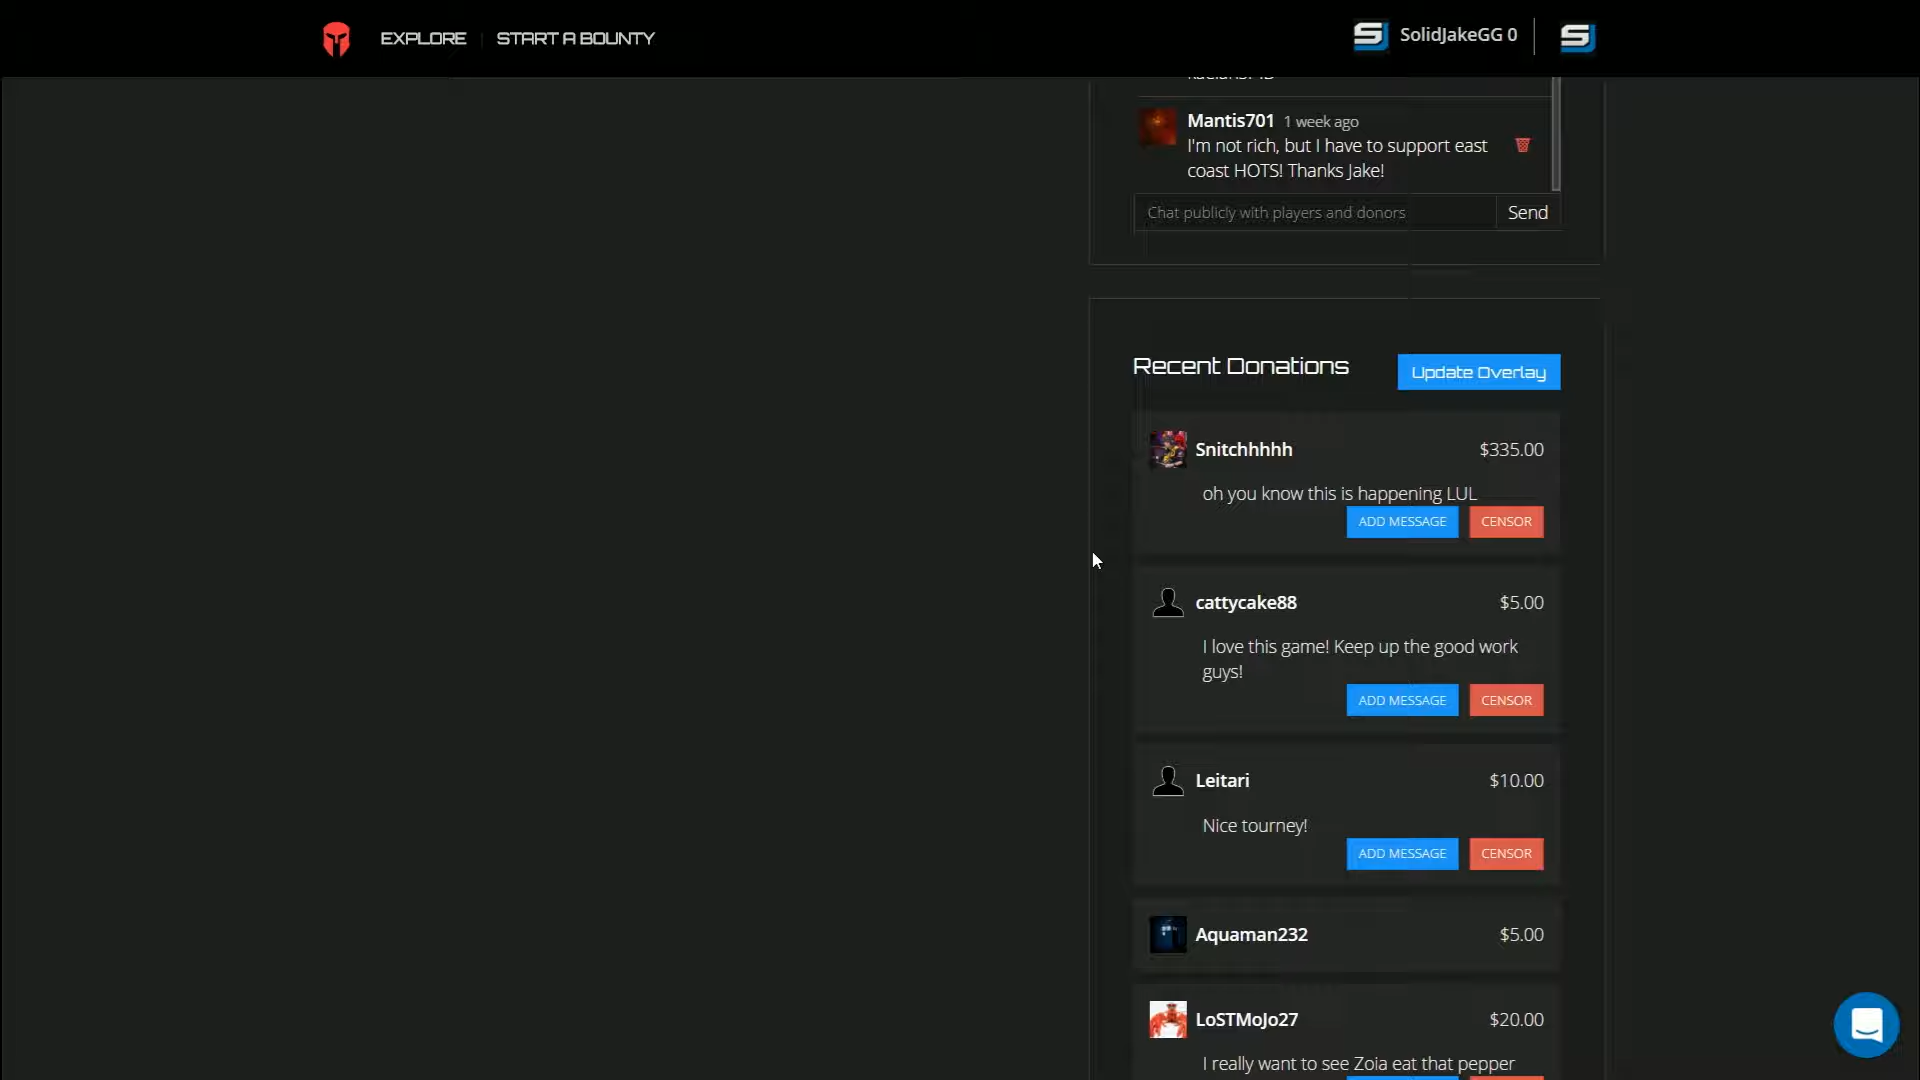 EXPLORE
START A BOUNTY
SolidJakeGG 0
Mantis701 1 week ago
I'm not rich, but I have to support east
coast HOTS! Thanks Jake!
Chat publicly with players and donors
Send
Recent Donations
Update Overlay
Snitchhhhh
$335.00
oh you know this is happening LUL
ADD MESSAGE
CENSOR
cattycake88
$5.00
I love this game! Keep up the good work
guys!
ADD MESSAGE
CENSOR
Leitari
$10.00
Nice tourney!
ADD MESSAGE
CENSOR
Aquaman232
$5.00
LoSTMoJo27
$20.00
I really want to see Zoia eat that pepper